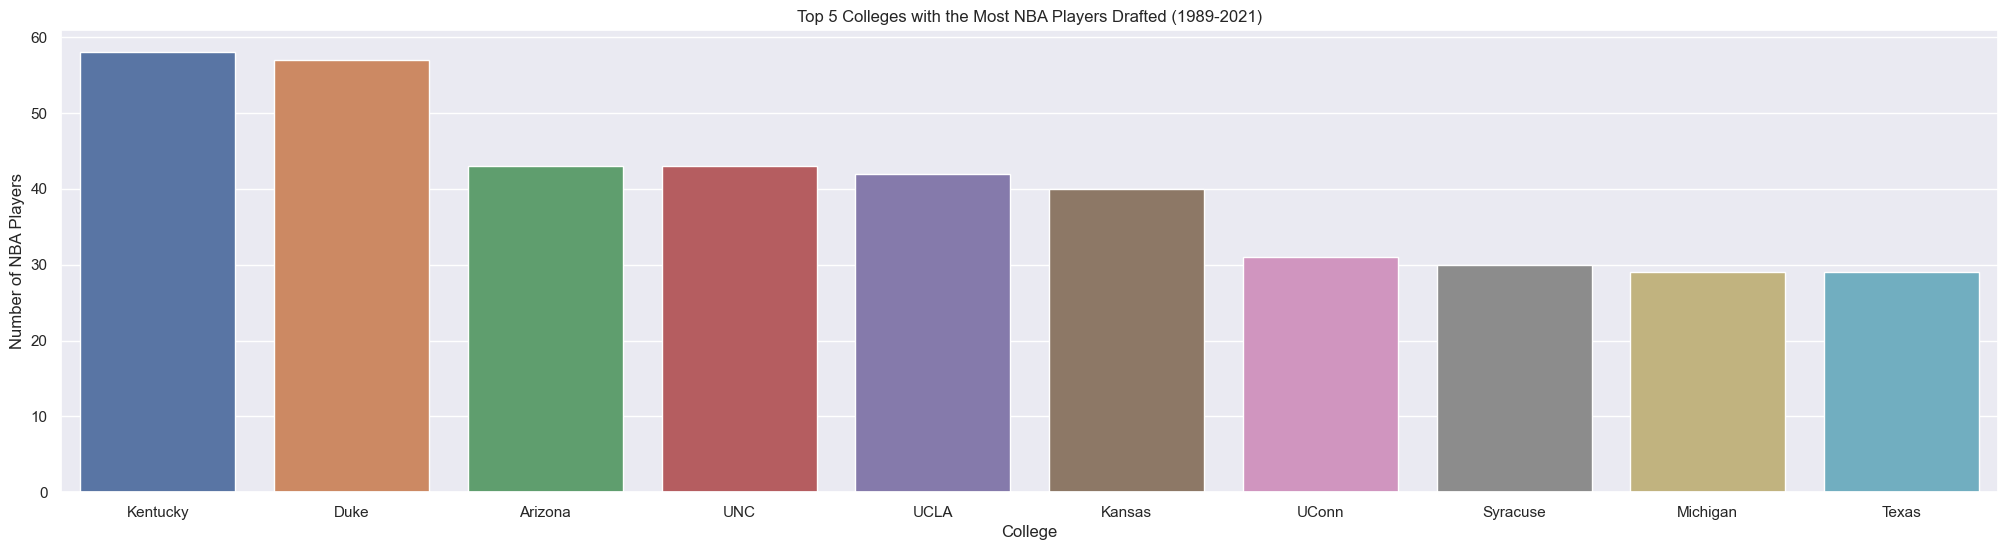 Top 5 Colleges with the Most NBA Players Drafted (1989-2021)
Number of NBA Players
60
50
40
30
20
10
0
Kentucky Duke Arizona UNC UCLA Kansas UConn Syracuse Michigan Texas
College